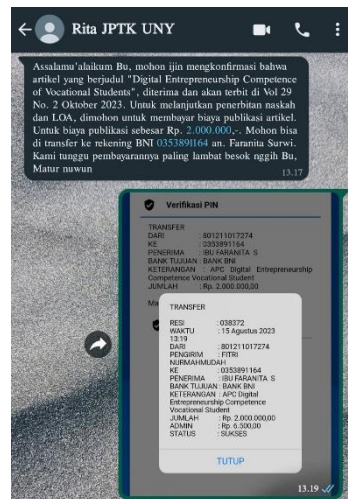 Rita JPTK UNY
Assalamu'alaikum Bu, mohon ijin mengkonfirmasi bahwa
artikel yang berjudul "Digital Entrepreneurship Competence
of Vocational Students", diterima dan akan terbit di Vol 29
No. 2 Oktober 2023. Untuk melanjutkan penerbitan naskah
dan LOA, dimohon untuk membayar biaya publikasi artikel.
Untuk biaya publikasi sebesar Rp. 2.000.000,-. Mohon bisa
di transfer ke rekening BNI 0353891164 an. Faranita Surwi.
Kami tunggu pembayarannya paling lambat besok nggih Bu,
Matur nuwun
13.17
Verifikasi PIN
TRANSFER
DARI : 801211017274
KE : 0353891164
PENERIMA : IBU FARANITA S
BANK TUJUAN : BANK BNI
KETERANGAN : APC Digital Entrepreneurship
Competence Vocational Student
JUMLAH : Rp. 2.000.000,00
Ma
TRANSFER
RESI : 038372
WAKTU : 15 Agustus 2023
13:19
DARI : 801211017274
PENGIRIM : FITRI
NURMAHMUDAH
KE : 0353891164
PENERIMA : IBU FARANITA S
BANK TUJUAN : BANK BNI
KETERANGAN : APC Digital
Entrepreneurship Competence
Vocational Student
JUMLAH : Rp. 2.000.000,00
ADMIN : Rp. 6.500,00
STATUS : SUKSES
TUTUP
13.19